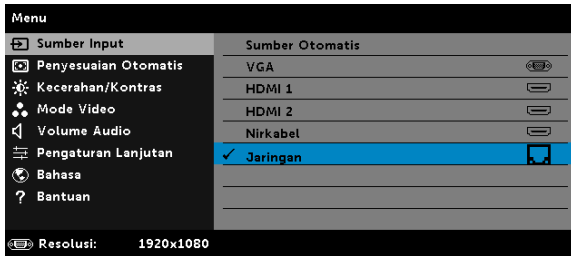 Menu
Sumber Input
Penyesuaian Otomatis
Kecerahan/Kontras
Mode Video
Volume Audio
Pengaturan Lanjutan
Bahasa
? Bantuan
Sumber Otomatis
VGA
HDMI 1
HDMI 2
Nirkabel
✓ Jaringan
Resolusi: 1920x1080